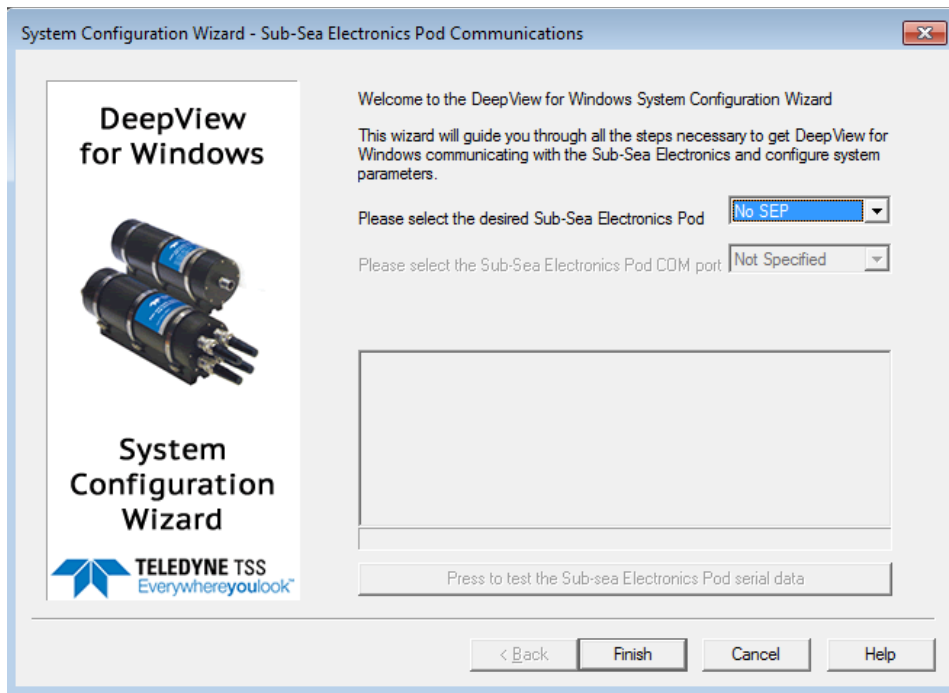 System Configuration Wizard - Sub-Sea Electronics Pod Communications
DeepView
for Windows
System
Configuration
Wizard
TELEDYNE TSS
Everywhereyoulook™
Welcome to the DeepView for Windows System Configuration Wizard
This wizard will guide you through all the steps necessary to get DeepView for
Windows communicating with the Sub-Sea Electronics and configure system
parameters.
Please select the desired Sub-Sea Electronics Pod
No SEP
Please select the Sub-Sea Electronics Pod COM port
Not Specified
Press to test the Sub-sea Electronics Pod serial data
< Back
Finish
Cancel
Help